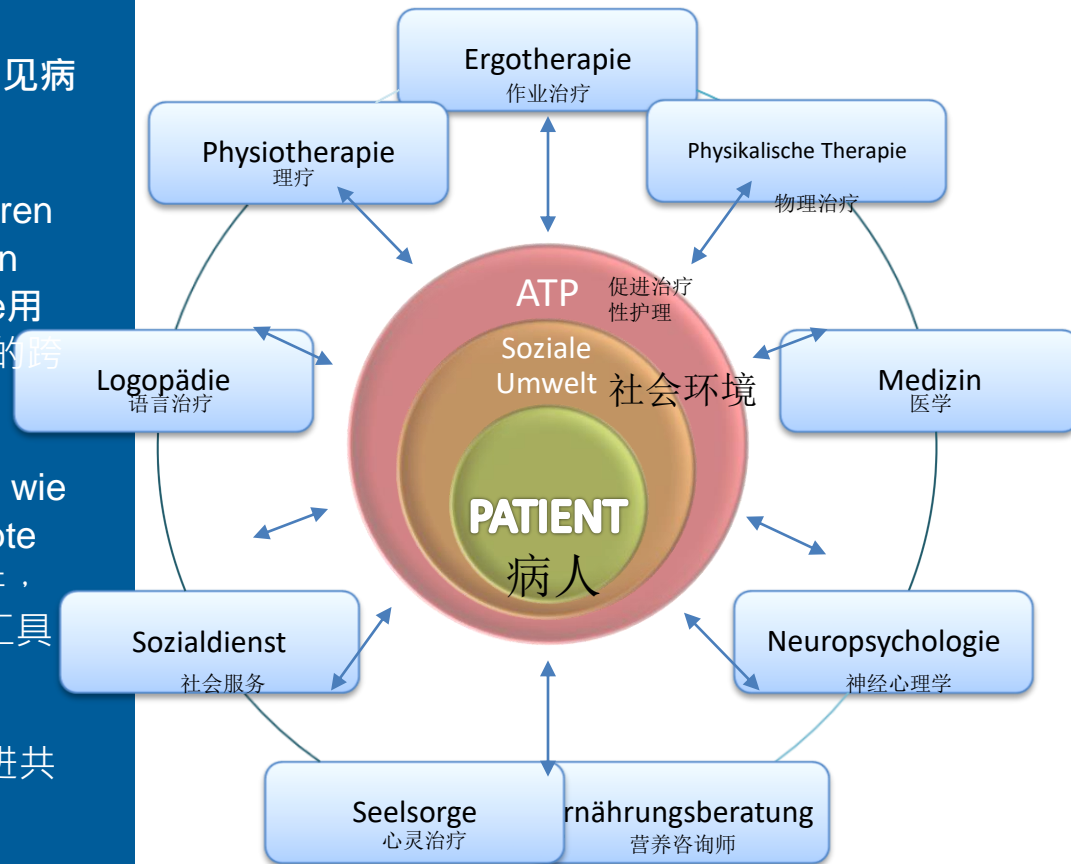 见病
ren
n
用
的跨
wie
ote
工具
进共
Ergotherapie
作业治疗
Physiotherapie
理疗
Physikalische Therapie
物理治疗
ATP
促进治疗
性护理
Soziale
Umwelt
社会环境
PATIENT
病人
Logopädie
语言治疗
Medizin
医学
Sozialdienst
社会服务
Neuropsychologie
神经心理学
Seelsorge
心灵治疗
rnährungsberatung
营养咨询师